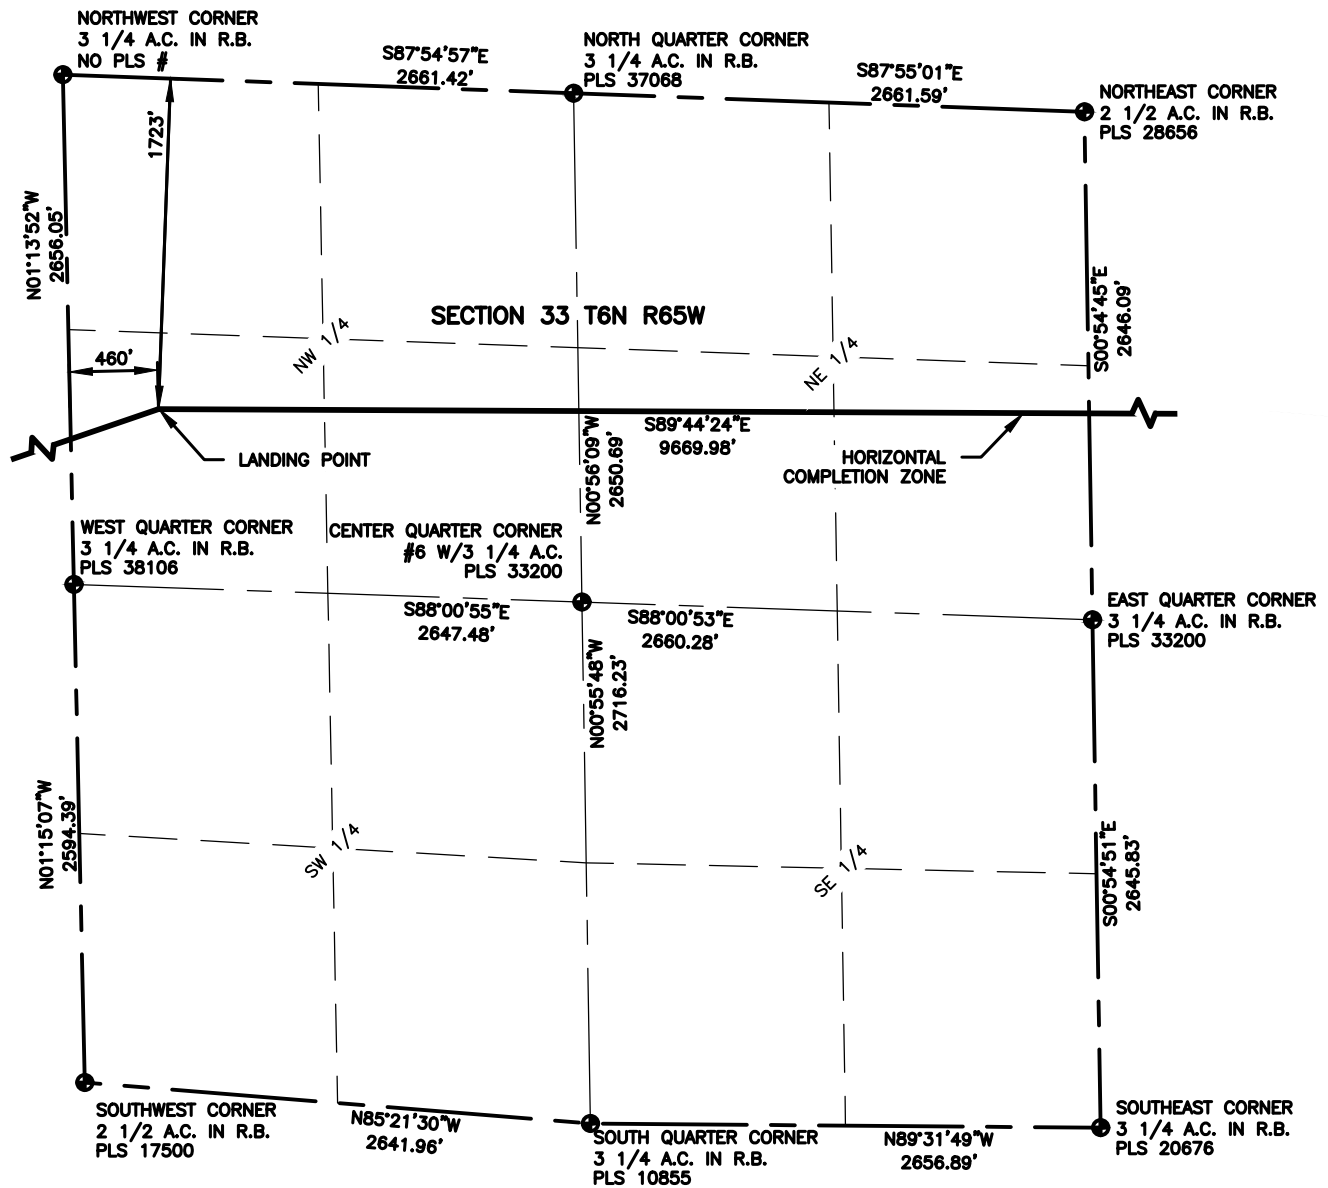 NORTHWEST CORNER
3 1/4 A.C. IN R.B.
NO PLS #
S87°54'57"E
2661.42'
NORTH QUARTER CORNER
3 1/4 A.C. IN R.B.
PLS 37068
S87°55'01"E
2661.59'
NORTHEAST CORNER
2 1/2 A.C. IN R.B.
PLS 28656
1723'
N01°13'52"W
2656.05'
SECTION 33 T6N R65W
S00°54'45"E
2646.09'
NW 1/4
NE 1/4
460'
S89°44'24"E
9669.98'
LANDING POINT
HORIZONTAL
COMPLETION ZONE
N00°56'09"W
2650.69'
WEST QUARTER CORNER
3 1/4 A.C. IN R.B.
PLS 38106
CENTER QUARTER CORNER
#6 W/3 1/4 A.C.
PLS 33200
S88°00'55"E
2647.48'
S88°00'53"E
2660.28'
EAST QUARTER CORNER
3 1/4 A.C. IN R.B.
PLS 33200
N00°55'48"W
2716.23'
N01°15'07"W
2594.39'
SW 1/4
SE 1/4
S00°54'51"E
2645.83'
SOUTHWEST CORNER
2 1/2 A.C. IN R.B.
PLS 17500
N85°21'30"W
2641.96'
SOUTH QUARTER CORNER
3 1/4 A.C. IN R.B.
PLS 10855
N89°31'49"W
2656.89'
SOUTHEAST CORNER
3 1/4 A.C. IN R.B.
PLS 20676